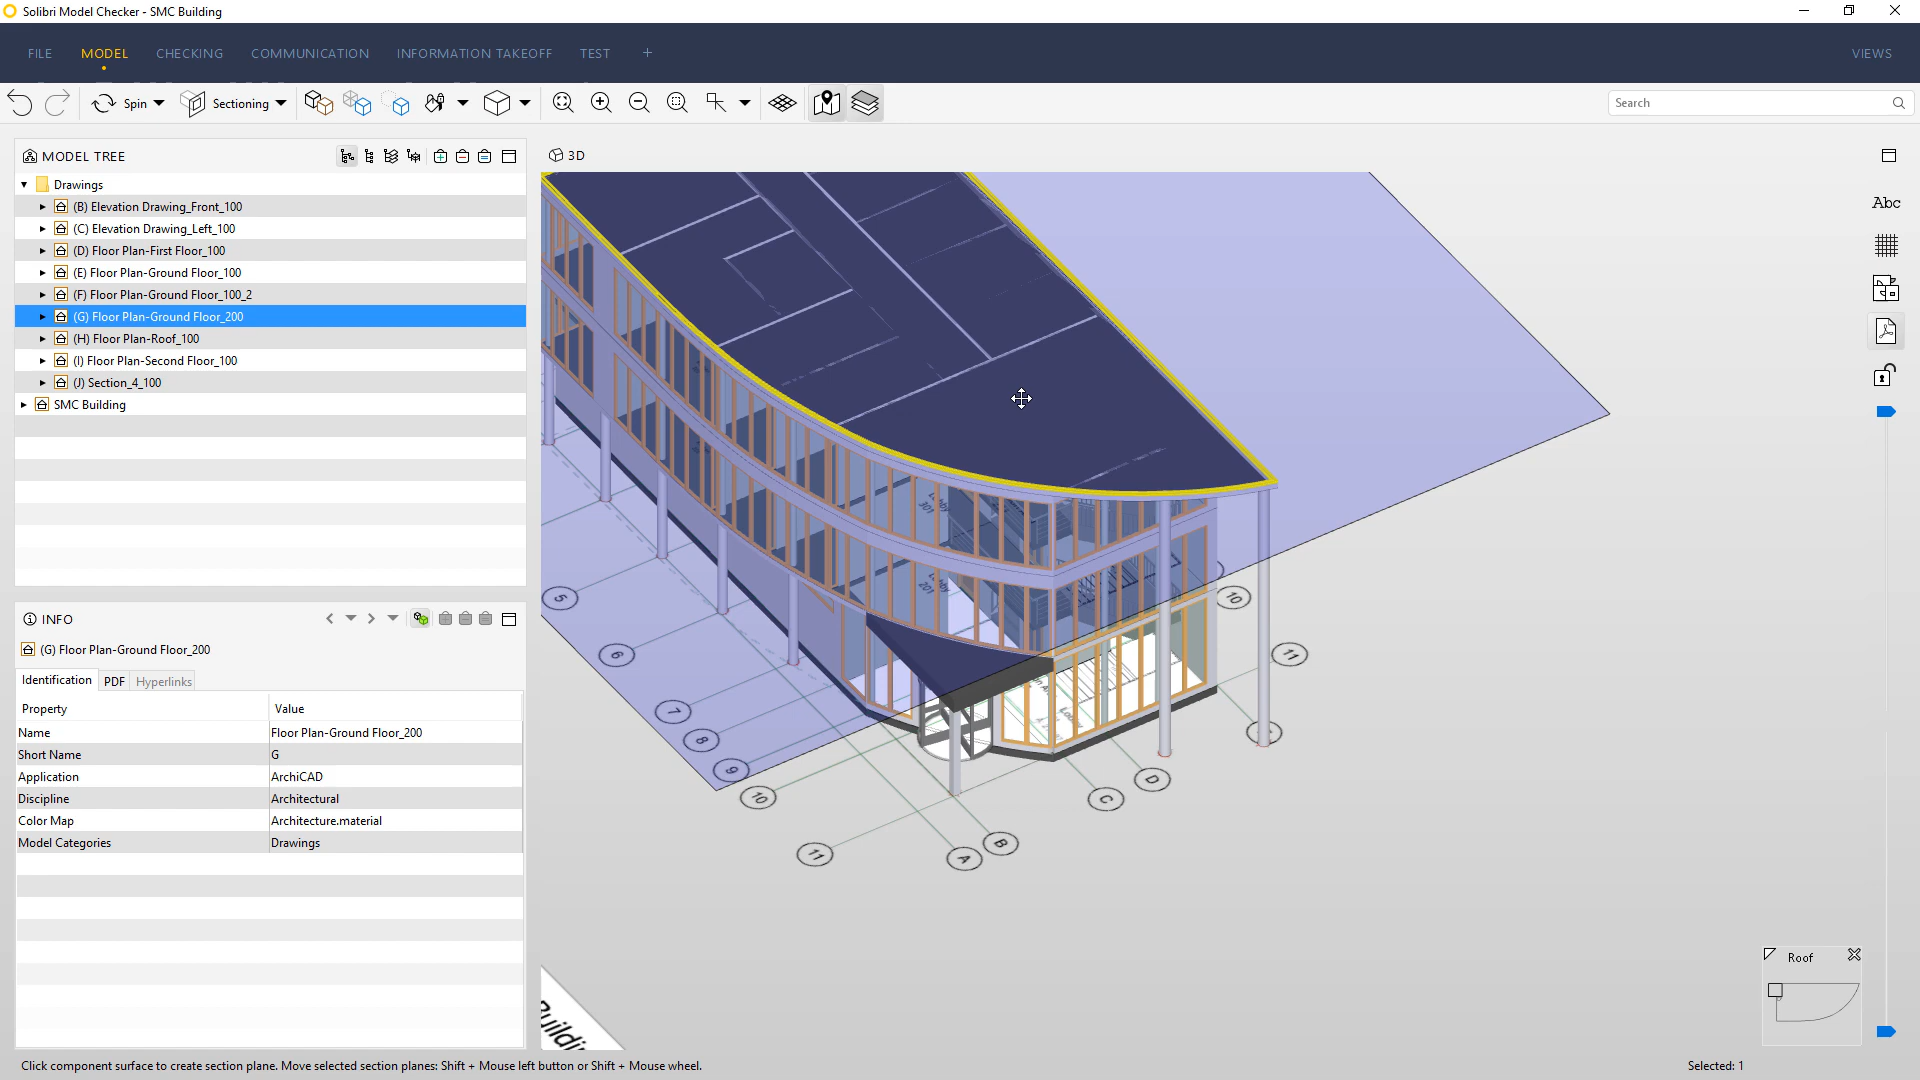 Solibri Model Checker - SMC Building
FILE MODEL CHECKING COMMUNICATION INFORMATION TAKEOFF TEST + VIEWS
Spin Sectioning Search
MODEL TREE
Drawings
(B) Elevation Drawing_Front_100
(C) Elevation Drawing_Left_100
(D) Floor Plan-First Floor_100
(E) Floor Plan-Ground Floor_100
(F) Floor Plan-Ground Floor_100_2
(G) Floor Plan-Ground Floor_200
(H) Floor Plan-Roof_100
(I) Floor Plan-Second Floor_100
(J) Section_4_100
SMC Building
INFO
(G) Floor Plan-Ground Floor_200
Identification PDF Hyperlinks
Property Value
Name Floor Plan-Ground Floor_200
Short Name G
Application ArchiCAD
Discipline Architectural
Color Map Architecture.material
Model Categories Drawings
3D
Abc
Lobby
301
Lobby
201
5
6
7
8
9
10
11
A
B
C
D
10
11
Roof
Click component surface to create section plane. Move selected section planes: Shift + Mouse left button or Shift + Mouse wheel.
Selected: 1